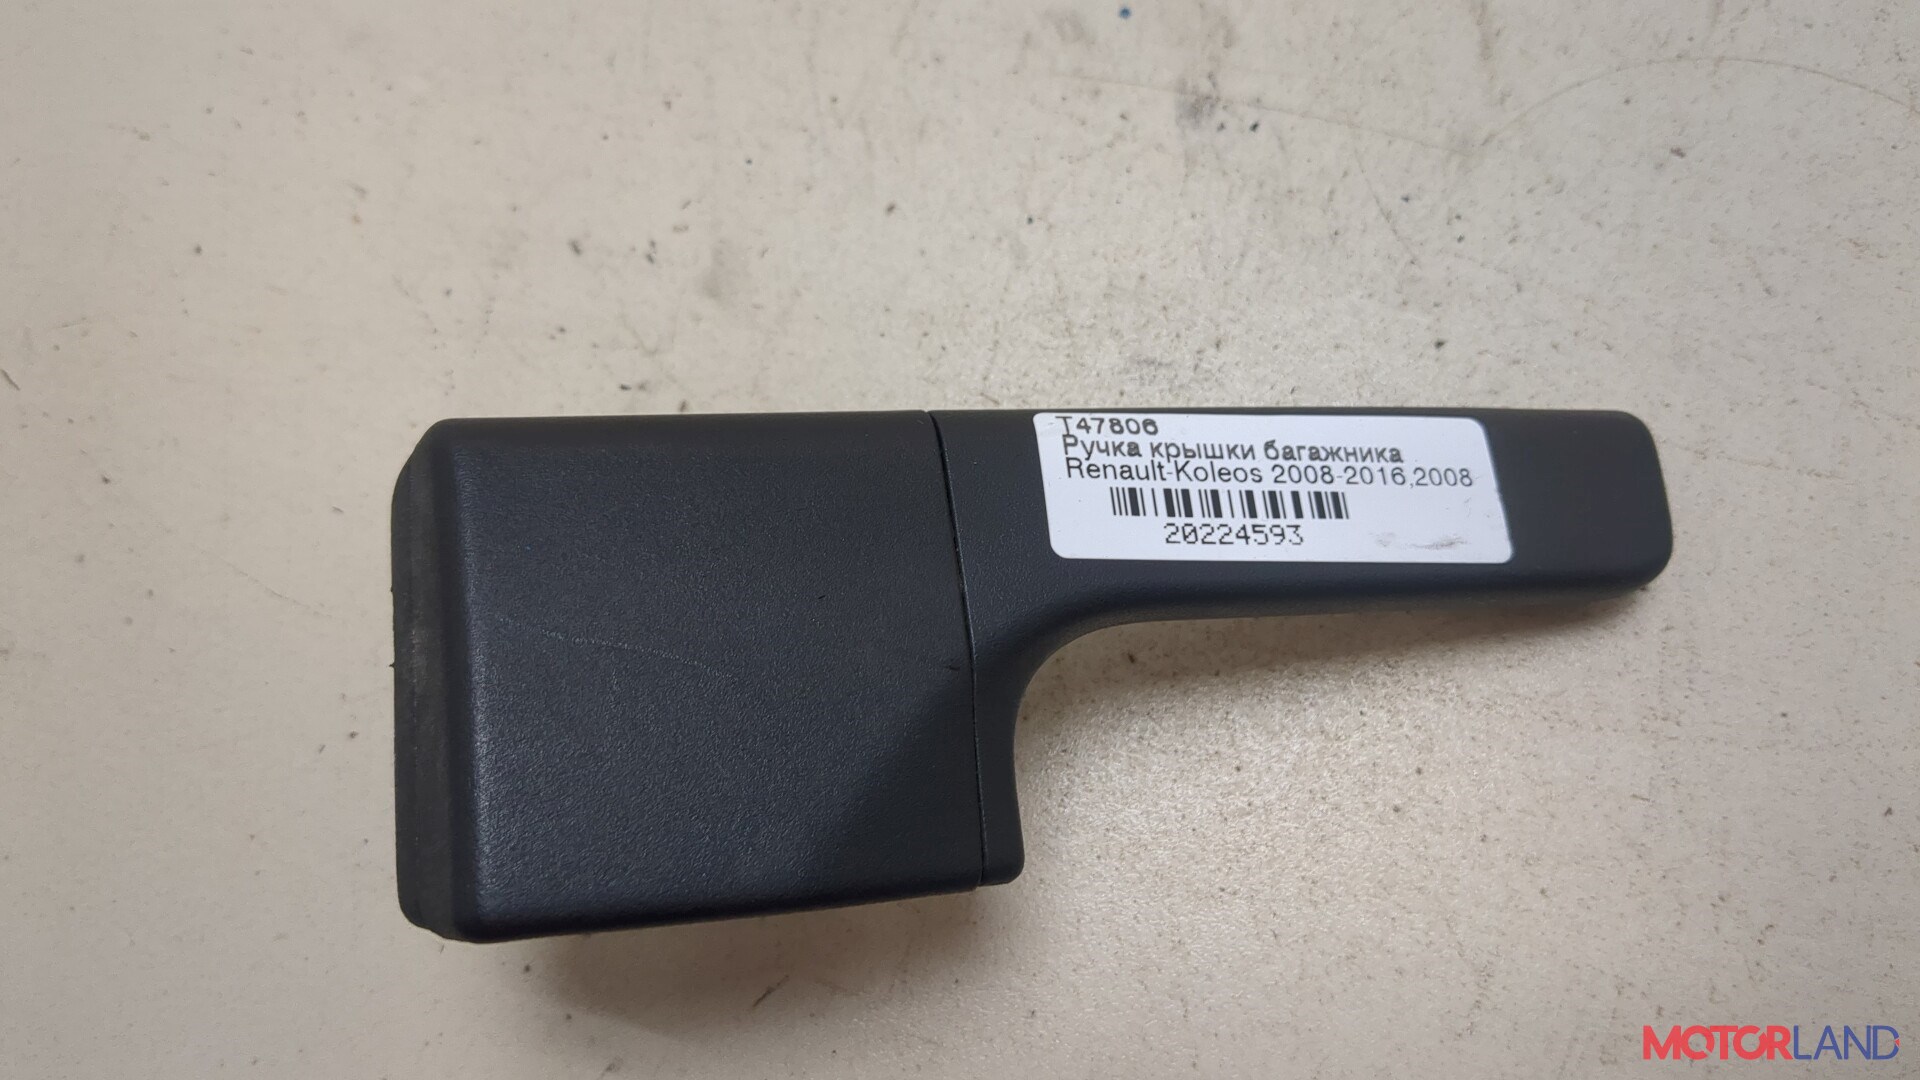 T47806
Ручка крышки багажника
Renault-Koleos 2008-2016,2008
20224593
MOTORLAND